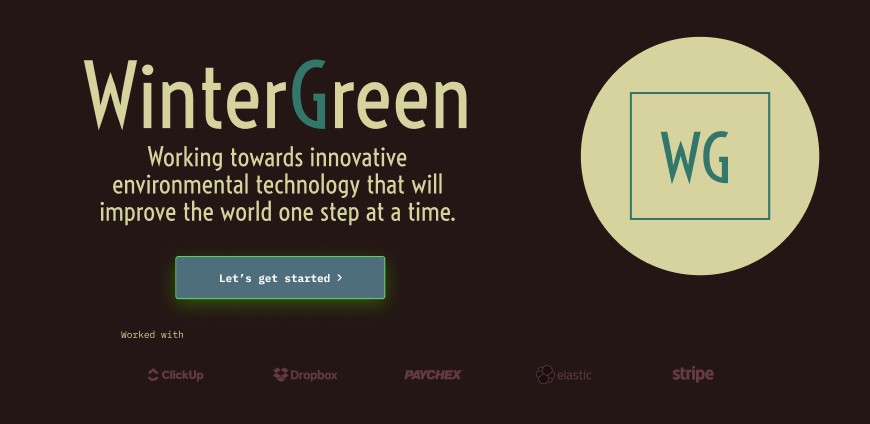 WinterGreen
Working towards innovative
environmental technology that will
improve the world one step at a time.
WG
Let’s get started >
Worked with
ClickUp
Dropbox
PAYCHEX
elastic
stripe